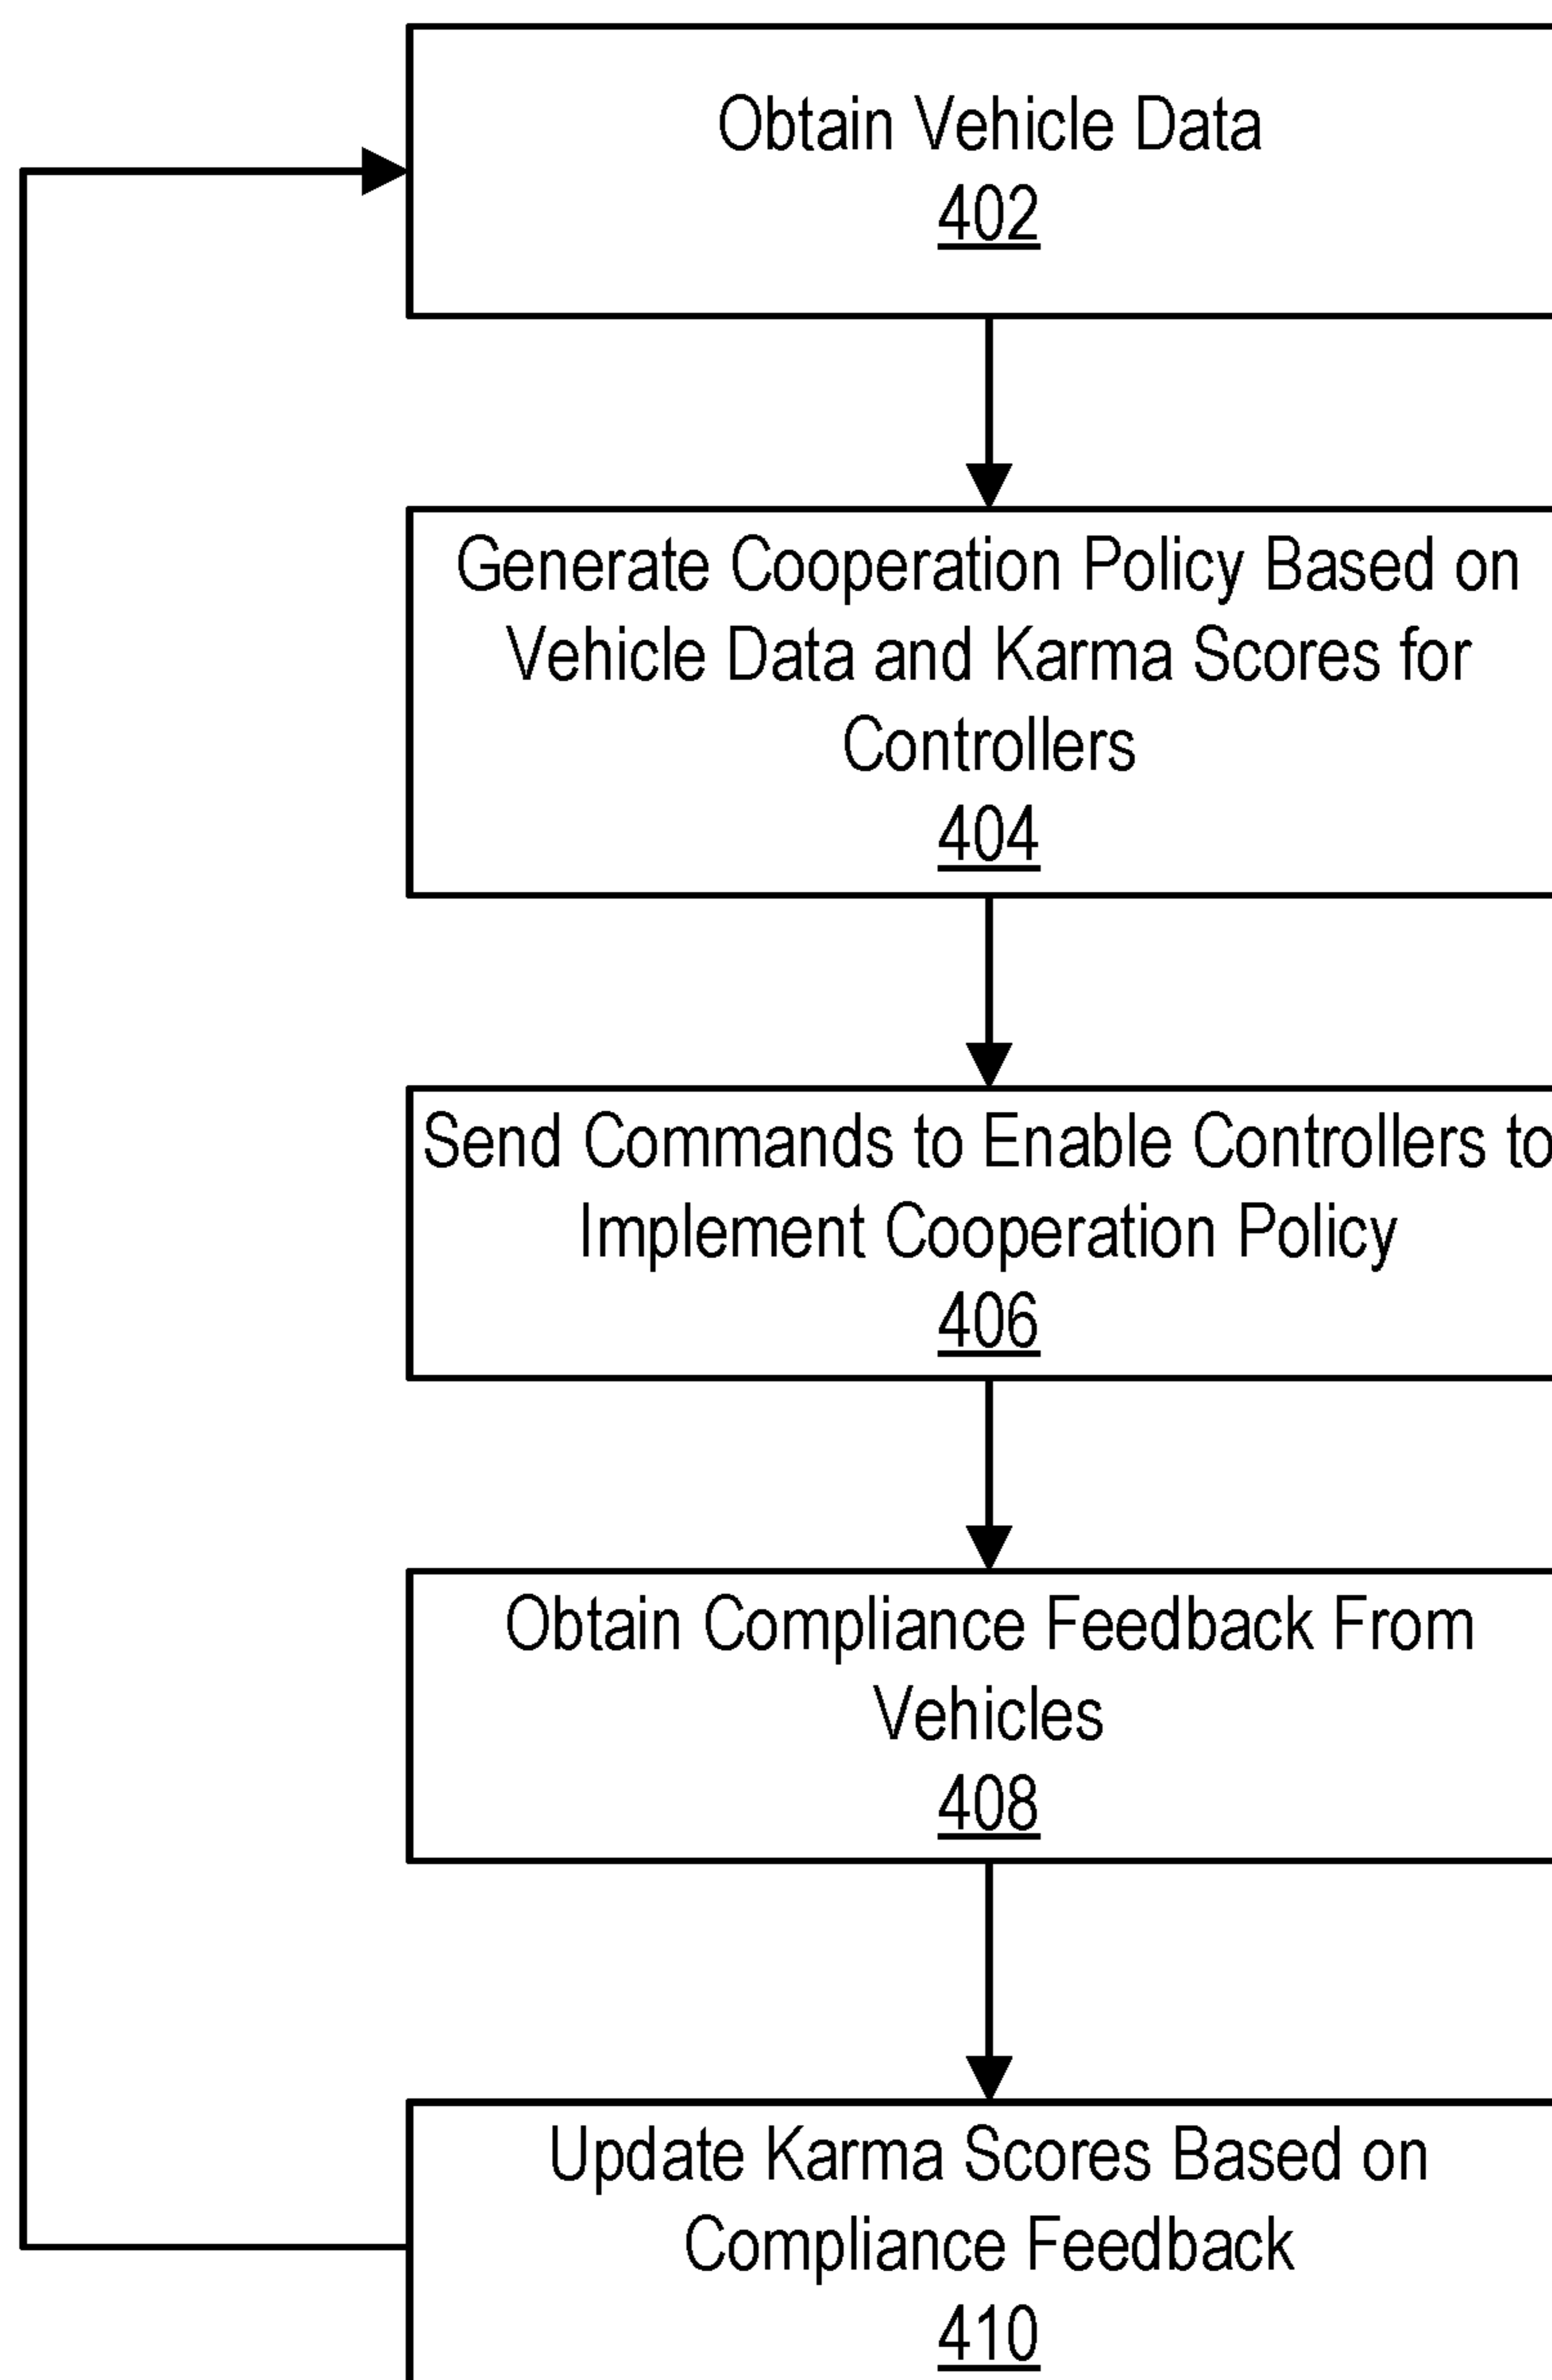 Obtain Vehicle Data
402
Generate Cooperation Policy Based on
Vehicle Data and Karma Scores for
Controllers
404
Send Commands to Enable Controllers to
Implement Cooperation Policy
406
Obtain Compliance Feedback From
Vehicles
408
Update Karma Scores Based on
Compliance Feedback
410